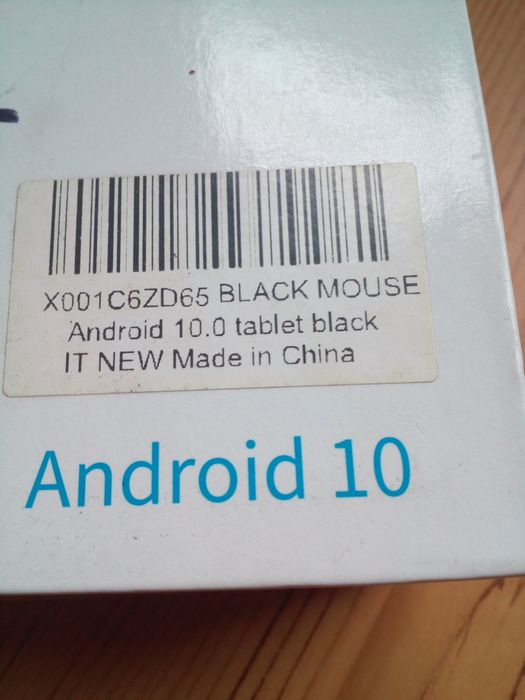 X001C6ZD65 BLACK MOUSE
Android 10.0 tablet black
IT NEW Made in China
Android 10